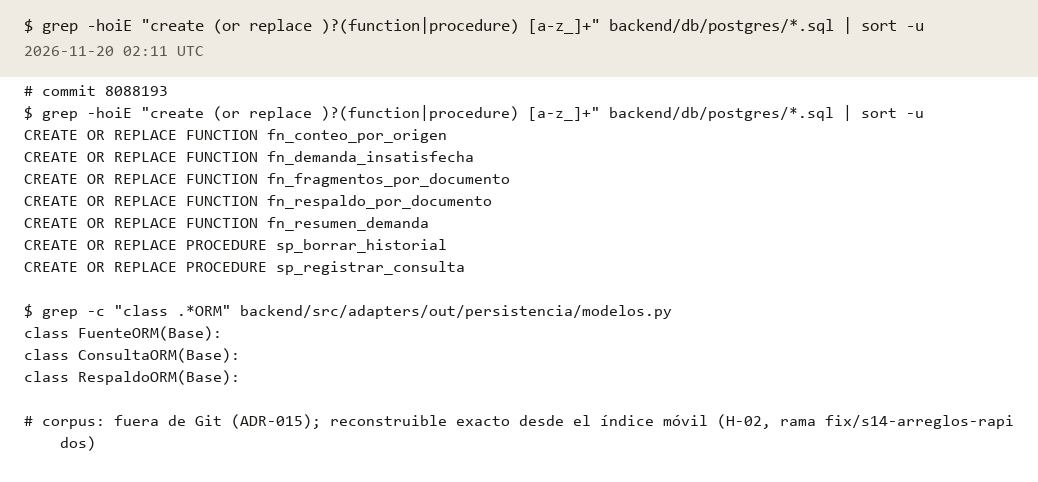 $ grep -hoiE "create (or replace )?(function|procedure) [a-z_]+" backend/db/postgres/*.sql | sort -u
2026-11-20 02:11 UTC
# commit 8088193
$ grep -hoiE "create (or replace )?(function|procedure) [a-z_]+" backend/db/postgres/*.sql | sort -u
CREATE OR REPLACE FUNCTION fn_conteo_por_origen
CREATE OR REPLACE FUNCTION fn_demanda_insatisfecha
CREATE OR REPLACE FUNCTION fn_fragmentos_por_documento
CREATE OR REPLACE FUNCTION fn_respaldo_por_documento
CREATE OR REPLACE FUNCTION fn_resumen_demanda
CREATE OR REPLACE PROCEDURE sp_borrar_historial
CREATE OR REPLACE PROCEDURE sp_registrar_consulta
$ grep -c "class .*ORM" backend/src/adapters/out/persistencia/modelos.py
class FuenteORM(Base):
class ConsultaORM(Base):
class RespaldoORM(Base):
# corpus: fuera de Git (ADR-015); reconstruible exacto desde el índice móvil (H-02, rama fix/s14-arreglos-rapi
dos)